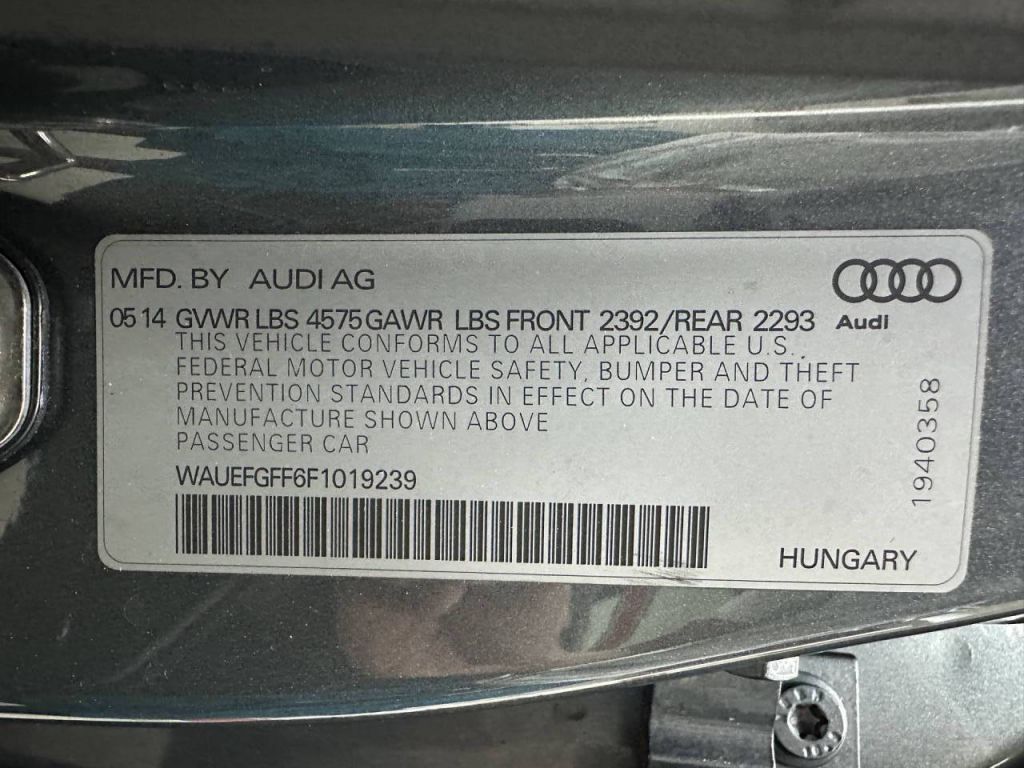 MFD. BY AUDI AG
05 14 GVWR LBS 4575 GAWR LBS FRONT 2392/REAR 2293
Audi
THIS VEHICLE CONFORMS TO ALL APPLICABLE U.S.
FEDERAL MOTOR VEHICLE SAFETY, BUMPER AND THEFT
PREVENTION STANDARDS IN EFFECT ON THE DATE OF
MANUFACTURE SHOWN ABOVE
PASSENGER CAR
WAUEFGFF6F1019239
1940358
HUNGARY